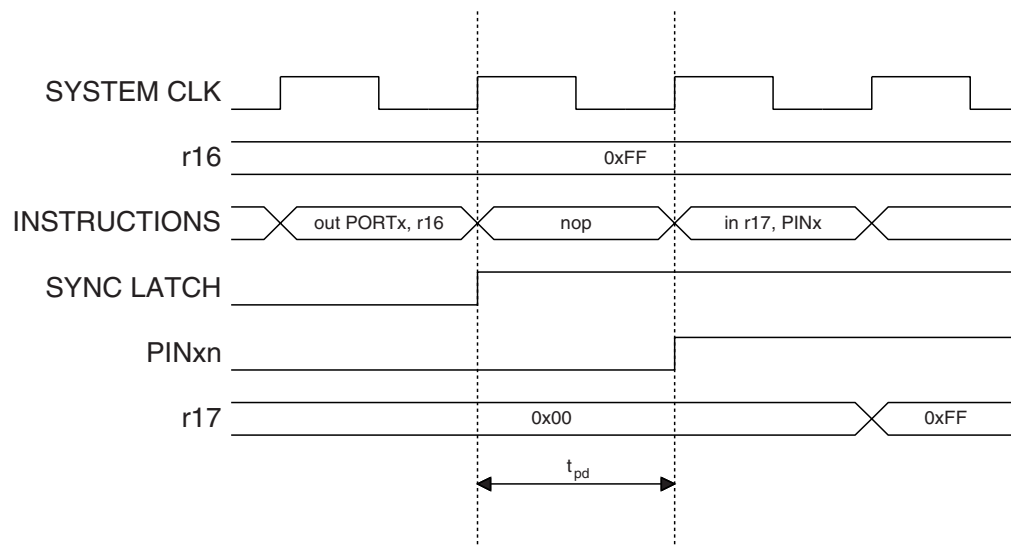 SYSTEM CLK
r16
0xFF
INSTRUCTIONS
out PORTx, r16
nop
in r17, PINx
SYNC LATCH
PINxn
r17
0x00
0xFF
tpd